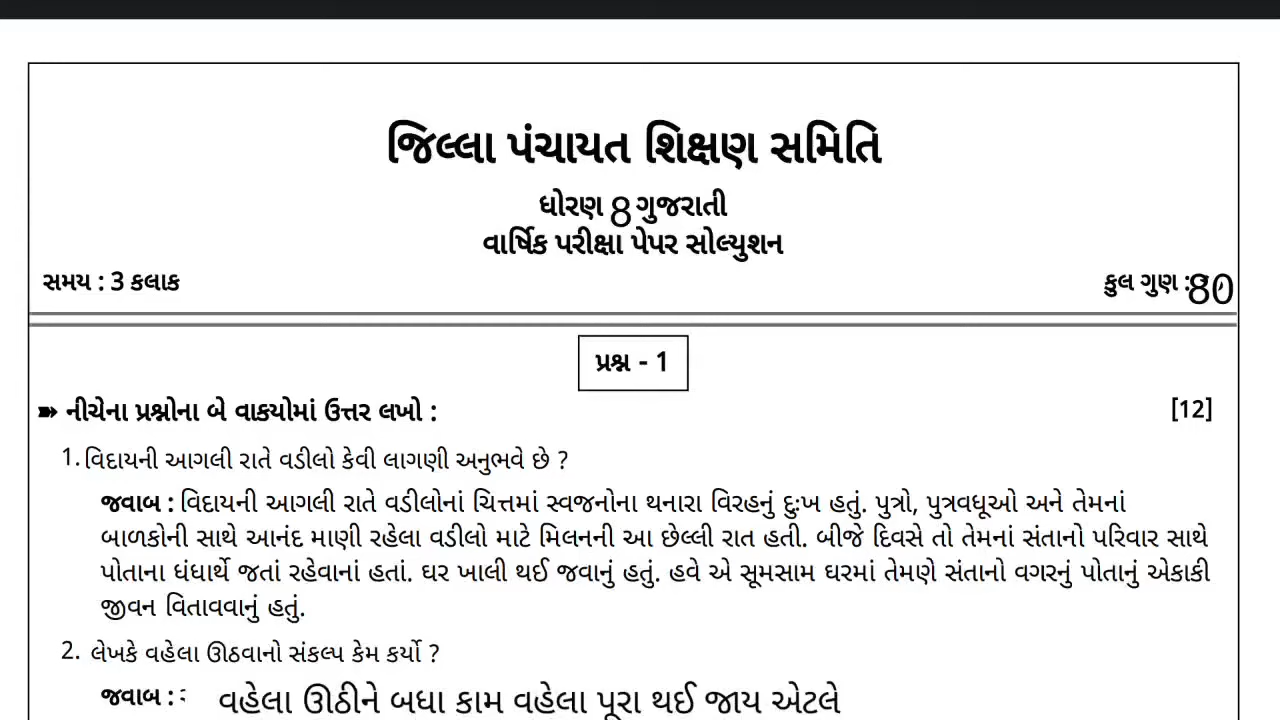 જિલ્લા પંચાયત શિક્ષણ સમિતિ
ધોરણ 8 ગુજરાતી
વાર્ષિક પરીક્ષા પેપર સોલ્યુશન
સમય : 3 કલાક
કુલ ગુણ : 80
પ્રશ્ન - 1
➽ નીચેના પ્રશ્નોના બે વાક્યોમાં ઉત્તર લખો :
[12]
1. વિદાયની આગલી રાતે વડીલો કેવી લાગણી અનુભવે છે ?
જવાબ : વિદાયની આગલી રાતે વડીલોનાં ચિત્તમાં સ્વજનોના થનારા વિરહનું દુઃખ હતું. પુત્રો, પુત્રવધૂઓ અને તેમનાં
બાળકોની સાથે આનંદ માણી રહેલા વડીલો માટે મિલનની આ છેલ્લી રાત હતી. બીજે દિવસે તો તેમનાં સંતાનો પરિવાર સાથે
પોતાના ધંધાર્થે જતાં રહેવાનાં હતાં. ઘર ખાલી થઈ જવાનું હતું. હવે એ સૂમસામ ઘરમાં તેમણે સંતાનો વગરનું પોતાનું એકાકી
જીવન વિતાવવાનું હતું.
2. લેખકે વહેલા ઊઠવાનો સંકલ્પ કેમ કર્યો ?
જવાબ : વહેલા ઊઠીને બધા કામ વહેલા પૂરા થઈ જાય એટલે